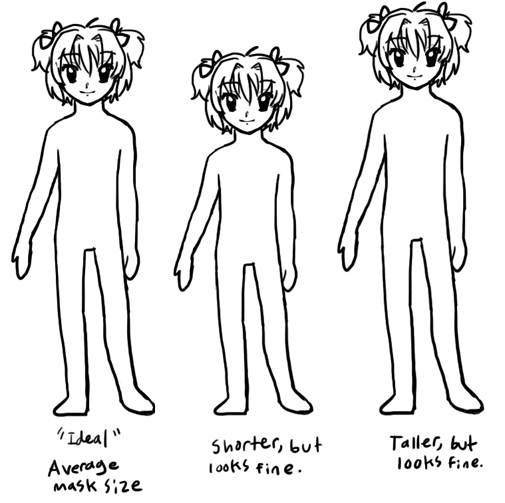 "Ideal"
Average
mask size
Shorter, but
looks fine.
Taller, but
looks fine.